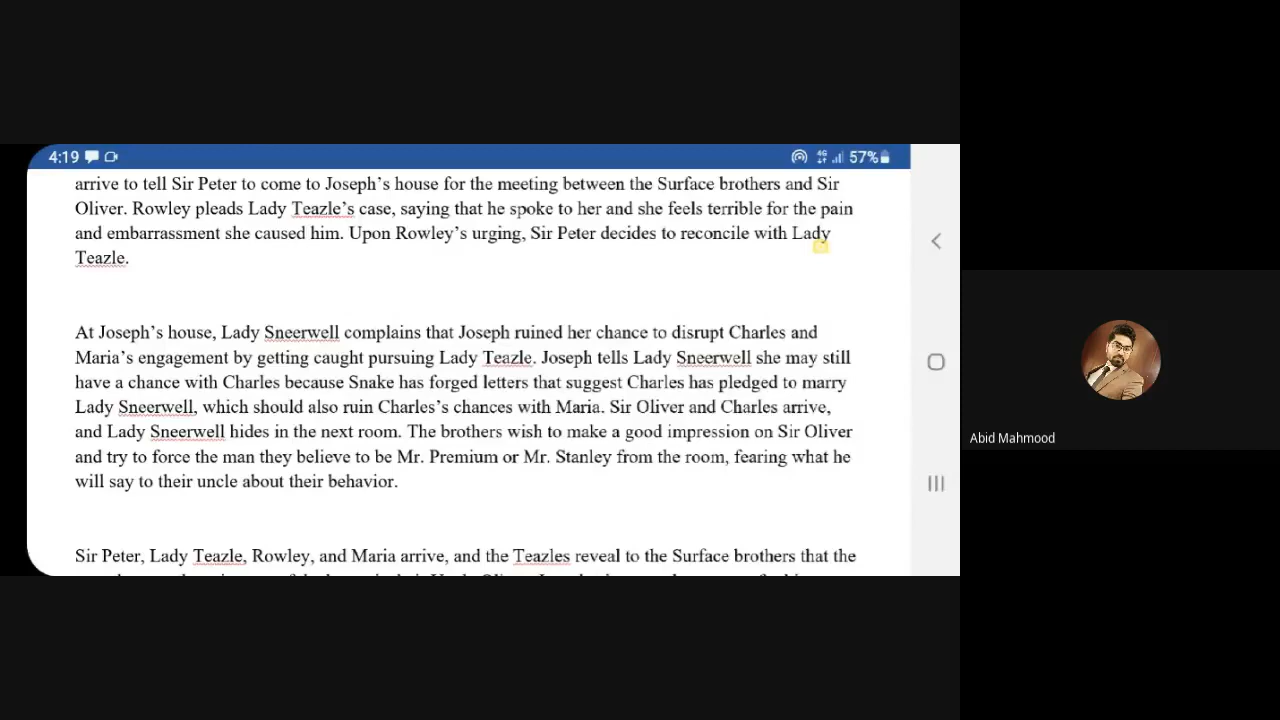 4:19
4G 57%
arrive to tell Sir Peter to come to Joseph’s house for the meeting between the Surface brothers and Sir
Oliver. Rowley pleads Lady Teazle’s case, saying that he spoke to her and she feels terrible for the pain
and embarrassment she caused him. Upon Rowley’s urging, Sir Peter decides to reconcile with Lady
Teazle.
At Joseph’s house, Lady Sneerwell complains that Joseph ruined her chance to disrupt Charles and
Maria’s engagement by getting caught pursuing Lady Teazle. Joseph tells Lady Sneerwell she may still
have a chance with Charles because Snake has forged letters that suggest Charles has pledged to marry
Lady Sneerwell, which should also ruin Charles’s chances with Maria. Sir Oliver and Charles arrive,
and Lady Sneerwell hides in the next room. The brothers wish to make a good impression on Sir Oliver
and try to force the man they believe to be Mr. Premium or Mr. Stanley from the room, fearing what he
will say to their uncle about their behavior.
Sir Peter, Lady Teazle, Rowley, and Maria arrive, and the Teazles reveal to the Surface brothers that the
Abid Mahmood